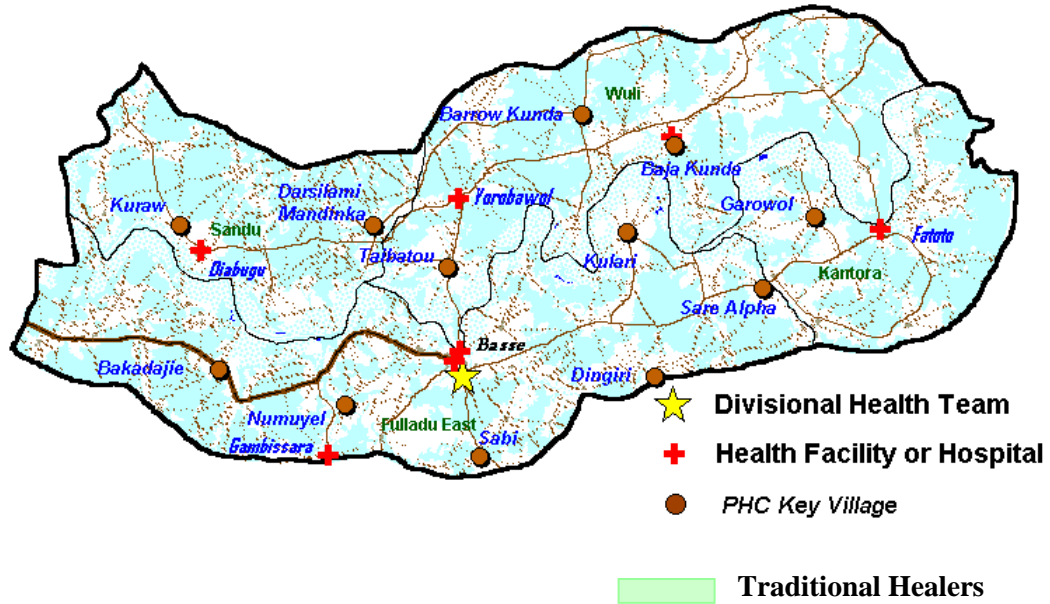 Wuli
Barrow Kunda
Baja Kunda
Darsilami
Mandinka
Yorobawol
Garowol
Kuraw
Sandu
Fatoto
Diabugu
Talbatou
Kulari
Kantora
Sare Alpha
Basse
Bakadajie
Dingiri
Numuyel
Fulladu East
Gambissara
Sabi
Divisional Health Team
Health Facility or Hospital
PHC Key Village
Traditional Healers